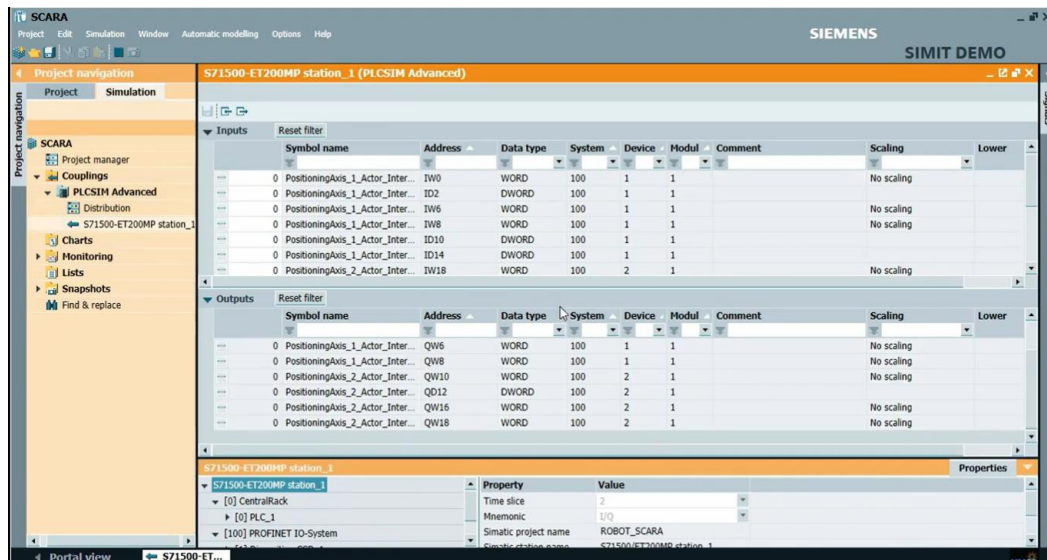 SCARA
Project Edit Simulation Window Automatic modelling Options Help
SIEMENS
SIMIT DEMO
Project navigation
Project Simulation
Project navigation
SCARA
Project manager
Couplings
PLCSIM Advanced
Distribution
S71500-ET200MP station_1
Charts
Monitoring
Lists
Snapshots
Find & replace
S71500-ET200MP station_1 (PLCSIM Advanced)
Inputs Reset filter
Symbol name Address Data type System Device Modul Comment Scaling Lower
0 PositioningAxis_1_Actor_Inter... IW0 WORD 100 1 1 No scaling
0 PositioningAxis_1_Actor_Inter... ID2 DWORD 100 1 1
0 PositioningAxis_1_Actor_Inter... IW6 WORD 100 1 1 No scaling
0 PositioningAxis_1_Actor_Inter... IW8 WORD 100 1 1 No scaling
0 PositioningAxis_1_Actor_Inter... ID10 DWORD 100 1 1
0 PositioningAxis_1_Actor_Inter... ID14 DWORD 100 1 1
0 PositioningAxis_2_Actor_Inter... IW18 WORD 100 2 1 No scaling
Outputs Reset filter
Symbol name Address Data type System Device Modul Comment Scaling Lower
0 PositioningAxis_1_Actor_Inter... QW6 WORD 100 1 1 No scaling
0 PositioningAxis_1_Actor_Inter... QW8 WORD 100 1 1 No scaling
0 PositioningAxis_2_Actor_Inter... QW10 WORD 100 2 1 No scaling
0 PositioningAxis_2_Actor_Inter... QD12 DWORD 100 2 1
0 PositioningAxis_2_Actor_Inter... QW16 WORD 100 2 1 No scaling
0 PositioningAxis_2_Actor_Inter... QW18 WORD 100 2 1 No scaling
S71500-ET200MP station_1 Properties
S71500-ET200MP station_1
[0] CentralRack
[0] PLC_1
[100] PROFINET IO-System
Property Value
Time slice 2
Mnemonic I/Q
Simatic project name ROBOT_SCARA
Simatic station name S71500/ET200MP station_1
Portal view S71500-ET...